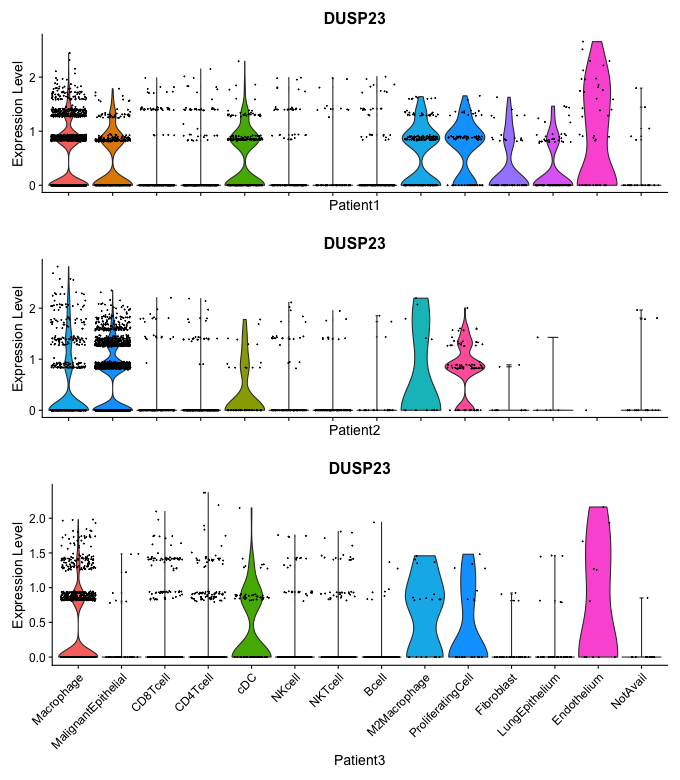 DUSP23
Expression Level
2
1
0
Patient1
DUSP23
Expression Level
2
1
0
Patient2
DUSP23
Expression Level
2.0
1.5
1.0
0.5
0.0
Macrophage
MalignantEpithelial
CD8Tcell
CD4Tcell
cDC
NKcell
NKTcell
Bcell
M2Macrophage
ProliferatingCell
Fibroblast
LungEpithelium
Endothelium
NotAvail
Patient3